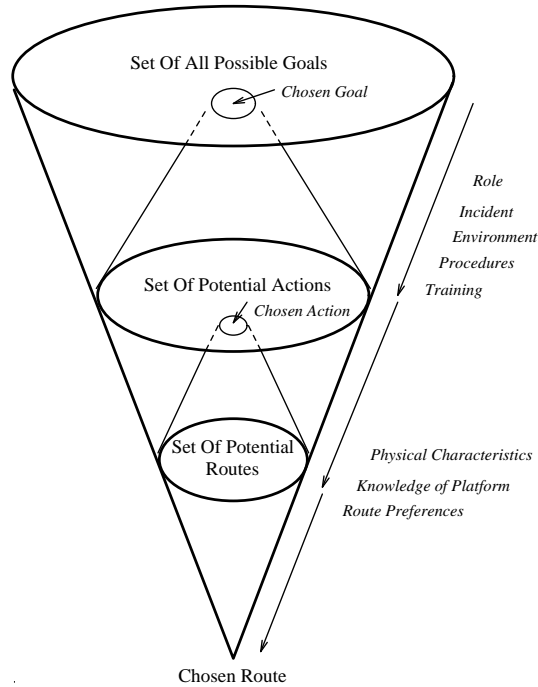 Set Of All Possible Goals
Chosen Goal
Role
Incident
Environment
Procedures
Training
Set Of Potential Actions
Chosen Action
Set Of Potential
Routes
Physical Characteristics
Knowledge of Platform
Route Preferences
Chosen Route